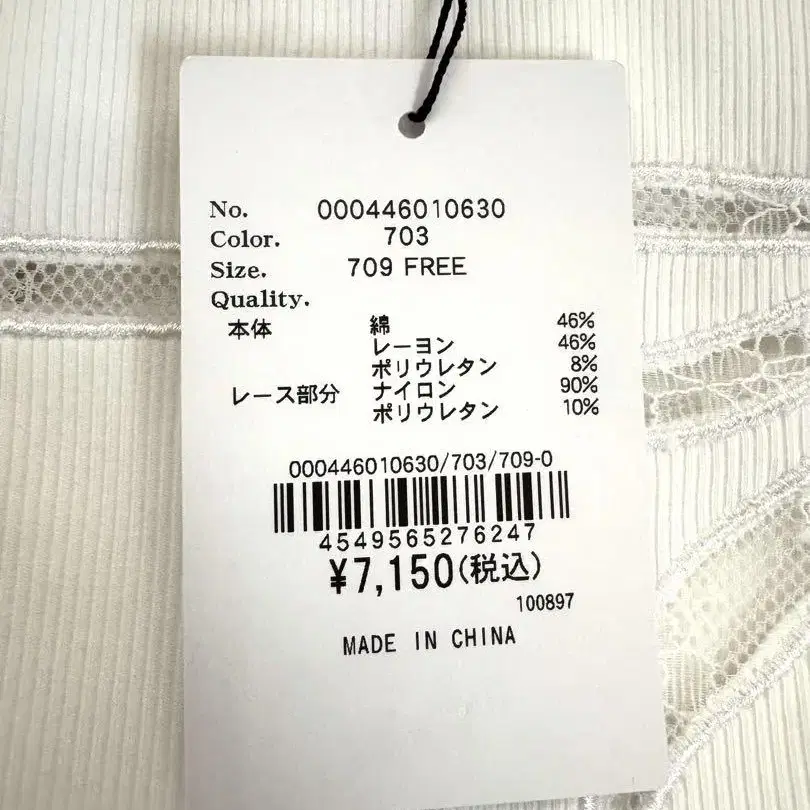 No. 000446010630
Color. 703
Size. 709 FREE
Quality.
本体 綿 46%
レーヨン 46%
ポリウレタン 8%
レース部分 ナイロン 90%
ポリウレタン 10%
000446010630/703/709-0
4549565276247
¥7,150(税込)
100897
MADE IN CHINA